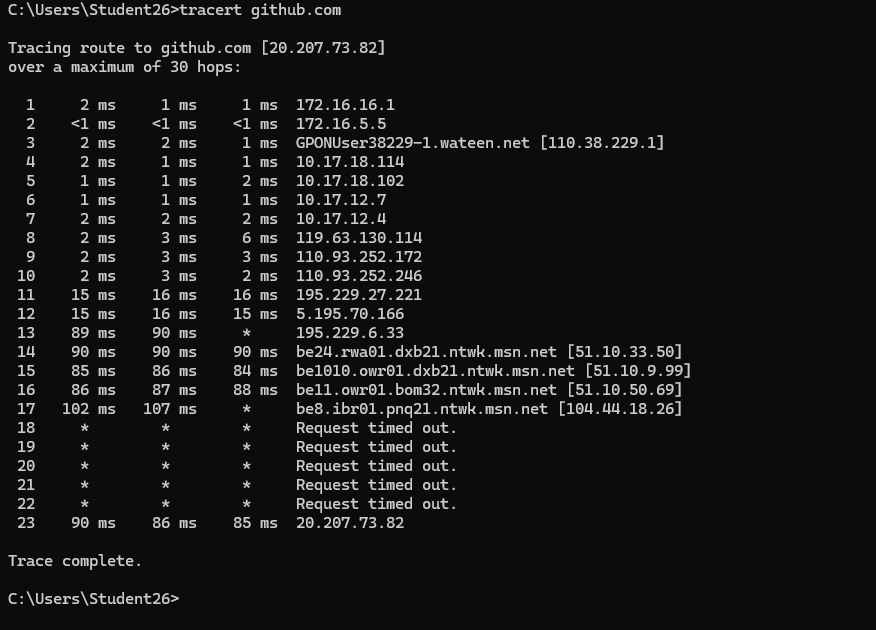 C:\Users\Student26>tracert github.com
Tracing route to github.com [20.207.73.82]
over a maximum of 30 hops:
1 2 ms 1 ms 1 ms 172.16.16.1
2 <1 ms <1 ms <1 ms 172.16.5.5
3 2 ms 2 ms 1 ms GPONUser38229-1.wateen.net [110.38.229.1]
4 2 ms 1 ms 1 ms 10.17.18.114
5 1 ms 1 ms 2 ms 10.17.18.102
6 1 ms 1 ms 1 ms 10.17.12.7
7 2 ms 2 ms 2 ms 10.17.12.4
8 2 ms 3 ms 6 ms 119.63.130.114
9 2 ms 3 ms 3 ms 110.93.252.172
10 2 ms 3 ms 2 ms 110.93.252.246
11 15 ms 16 ms 16 ms 195.229.27.221
12 15 ms 16 ms 15 ms 5.195.70.166
13 89 ms 90 ms * 195.229.6.33
14 90 ms 90 ms 90 ms be24.rwa01.dxb21.ntwk.msn.net [51.10.33.50]
15 85 ms 86 ms 84 ms be1010.owr01.dxb21.ntwk.msn.net [51.10.9.99]
16 86 ms 87 ms 88 ms be11.owr01.bom32.ntwk.msn.net [51.10.50.69]
17 102 ms 107 ms * be8.ibr01.pnq21.ntwk.msn.net [104.44.18.26]
18 * * * Request timed out.
19 * * * Request timed out.
20 * * * Request timed out.
21 * * * Request timed out.
22 * * * Request timed out.
23 90 ms 86 ms 85 ms 20.207.73.82
Trace complete.
C:\Users\Student26>